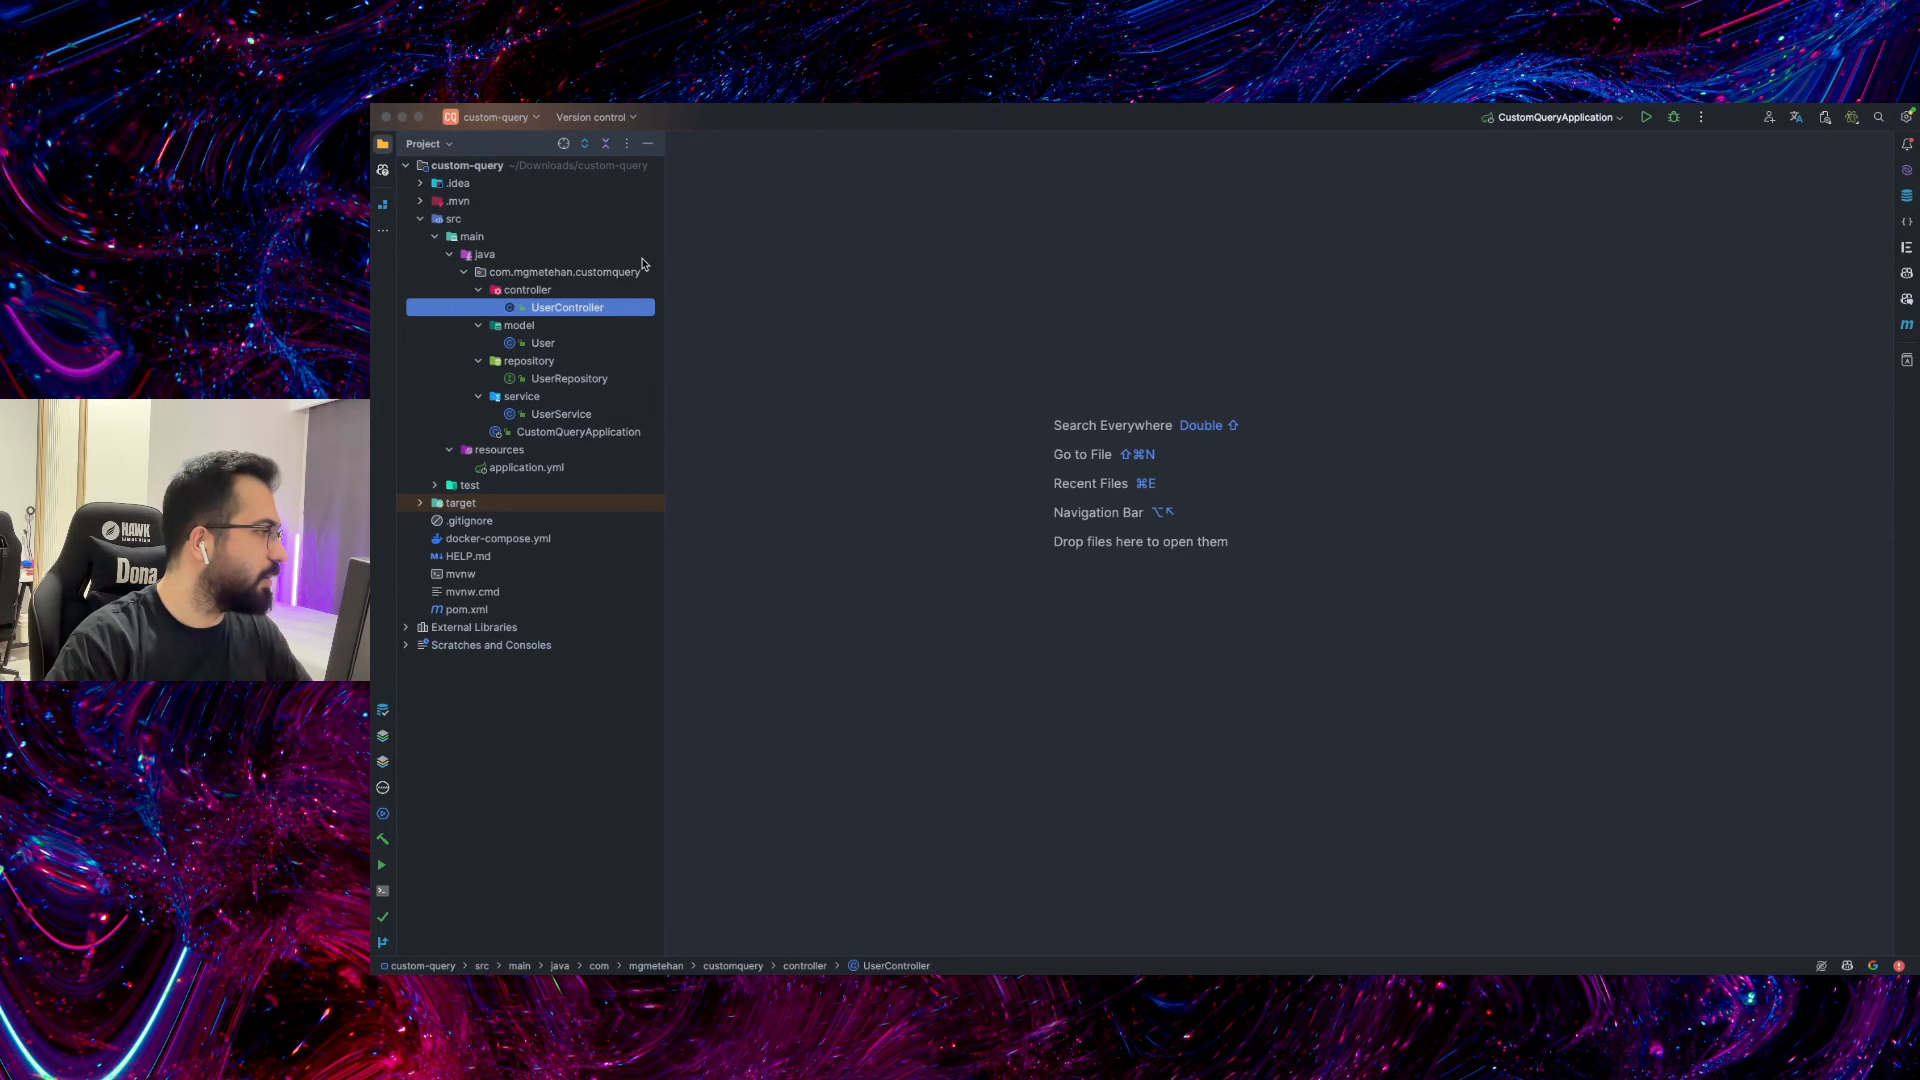 CQ custom-query Version control CustomQueryApplication
Project
custom-query ~/Downloads/custom-query
.idea
.mvn
src
main
java
com.mgmetehan.customquery
controller
UserController
model
User
repository
UserRepository
service
UserService
CustomQueryApplication
resources
application.yml
test
target
.gitignore
docker-compose.yml
HELP.md
mvnw
mvnw.cmd
pom.xml
External Libraries
Scratches and Consoles
Search Everywhere Double ⇧
Go to File ⇧⌘N
Recent Files ⌘E
Navigation Bar ⌥↖
Drop files here to open them
HAWK
Dona
custom-query > src > main > java > com > mgmetehan > customquery > controller > UserController